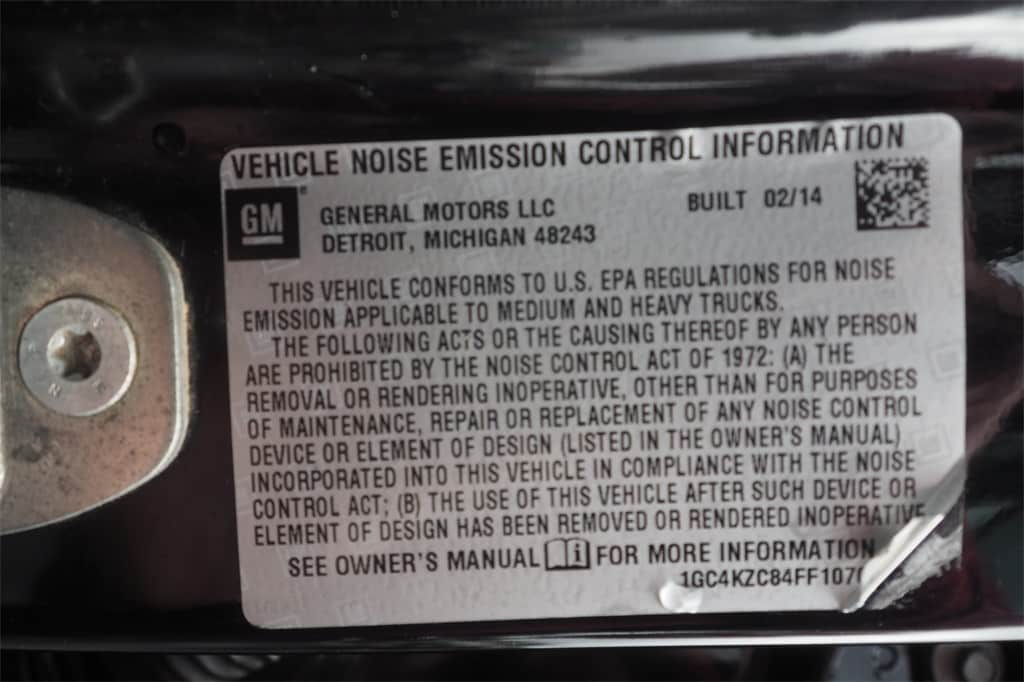 VEHICLE NOISE EMISSION CONTROL INFORMATION
GM®
GENERAL MOTORS LLC BUILT 02/14
DETROIT, MICHIGAN 48243
THIS VEHICLE CONFORMS TO U.S. EPA REGULATIONS FOR NOISE
EMISSION APPLICABLE TO MEDIUM AND HEAVY TRUCKS.
THE FOLLOWING ACTS OR THE CAUSING THEREOF BY ANY PERSON
ARE PROHIBITED BY THE NOISE CONTROL ACT OF 1972: (A) THE
REMOVAL OR RENDERING INOPERATIVE, OTHER THAN FOR PURPOSES
OF MAINTENANCE, REPAIR OR REPLACEMENT OF ANY NOISE CONTROL
DEVICE OR ELEMENT OF DESIGN (LISTED IN THE OWNER'S MANUAL)
INCORPORATED INTO THIS VEHICLE IN COMPLIANCE WITH THE NOISE
CONTROL ACT; (B) THE USE OF THIS VEHICLE AFTER SUCH DEVICE OR
ELEMENT OF DESIGN HAS BEEN REMOVED OR RENDERED INOPERATIVE
SEE OWNER'S MANUAL i FOR MORE INFORMATION
1GC4KZC84FF107